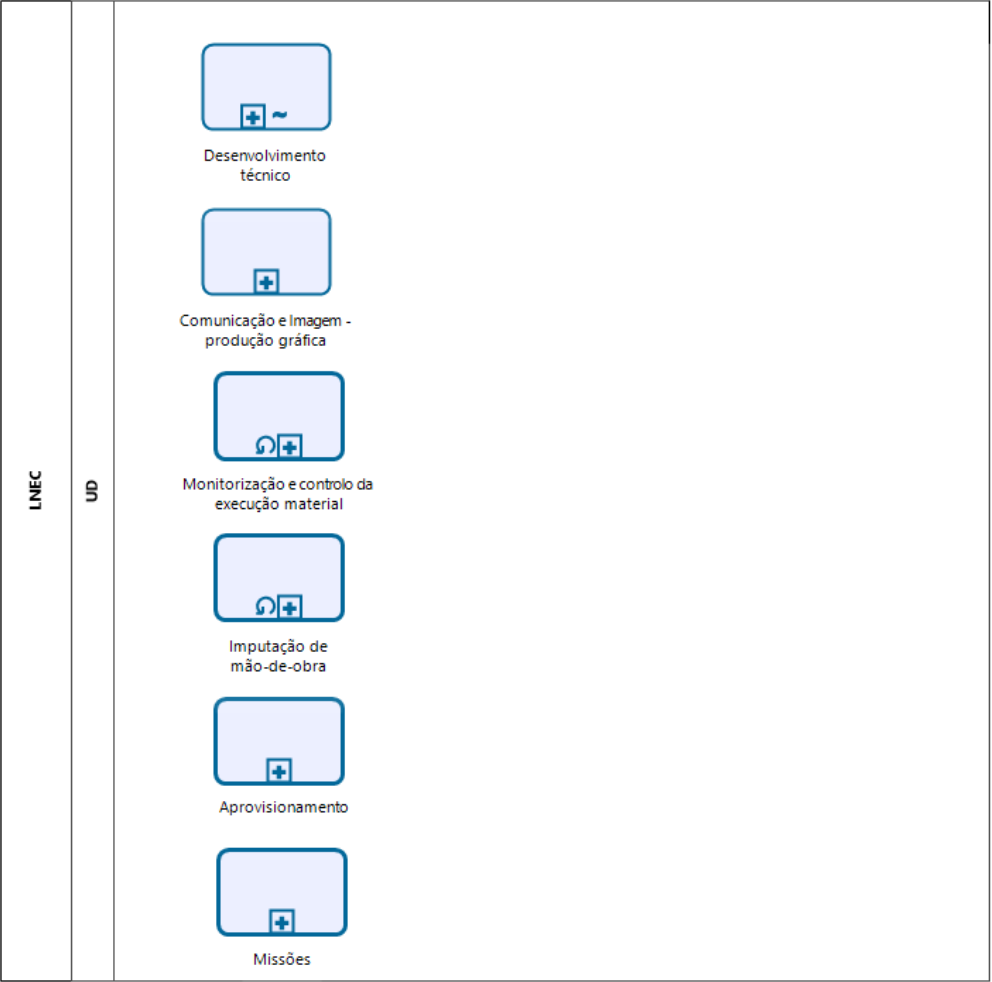 LNEC
UD
Desenvolvimento
técnico
Comunicação e Imagem -
produção gráfica
Monitorização e controlo da
execução material
Imputação de
mão-de-obra
Aprovisionamento
Missões